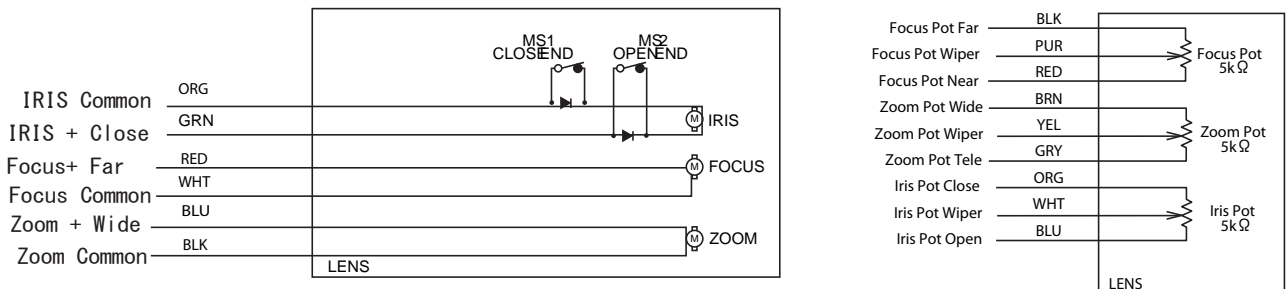 MS1
CLOSE END
MS2
OPEN END
IRIS Common
ORG
IRIS + Close
GRN
M
IRIS
Focus+ Far
RED
M
FOCUS
Focus Common
WHT
Zoom + Wide
BLU
M
ZOOM
Zoom Common
BLK
LENS
Focus Pot Far
BLK
Focus Pot Wiper
PUR
Focus Pot
5kΩ
Focus Pot Near
RED
Zoom Pot Wide
BRN
Zoom Pot Wiper
YEL
Zoom Pot
5kΩ
Zoom Pot Tele
GRY
Iris Pot Close
ORG
Iris Pot Wiper
WHT
Iris Pot
5kΩ
Iris Pot Open
BLU
LENS